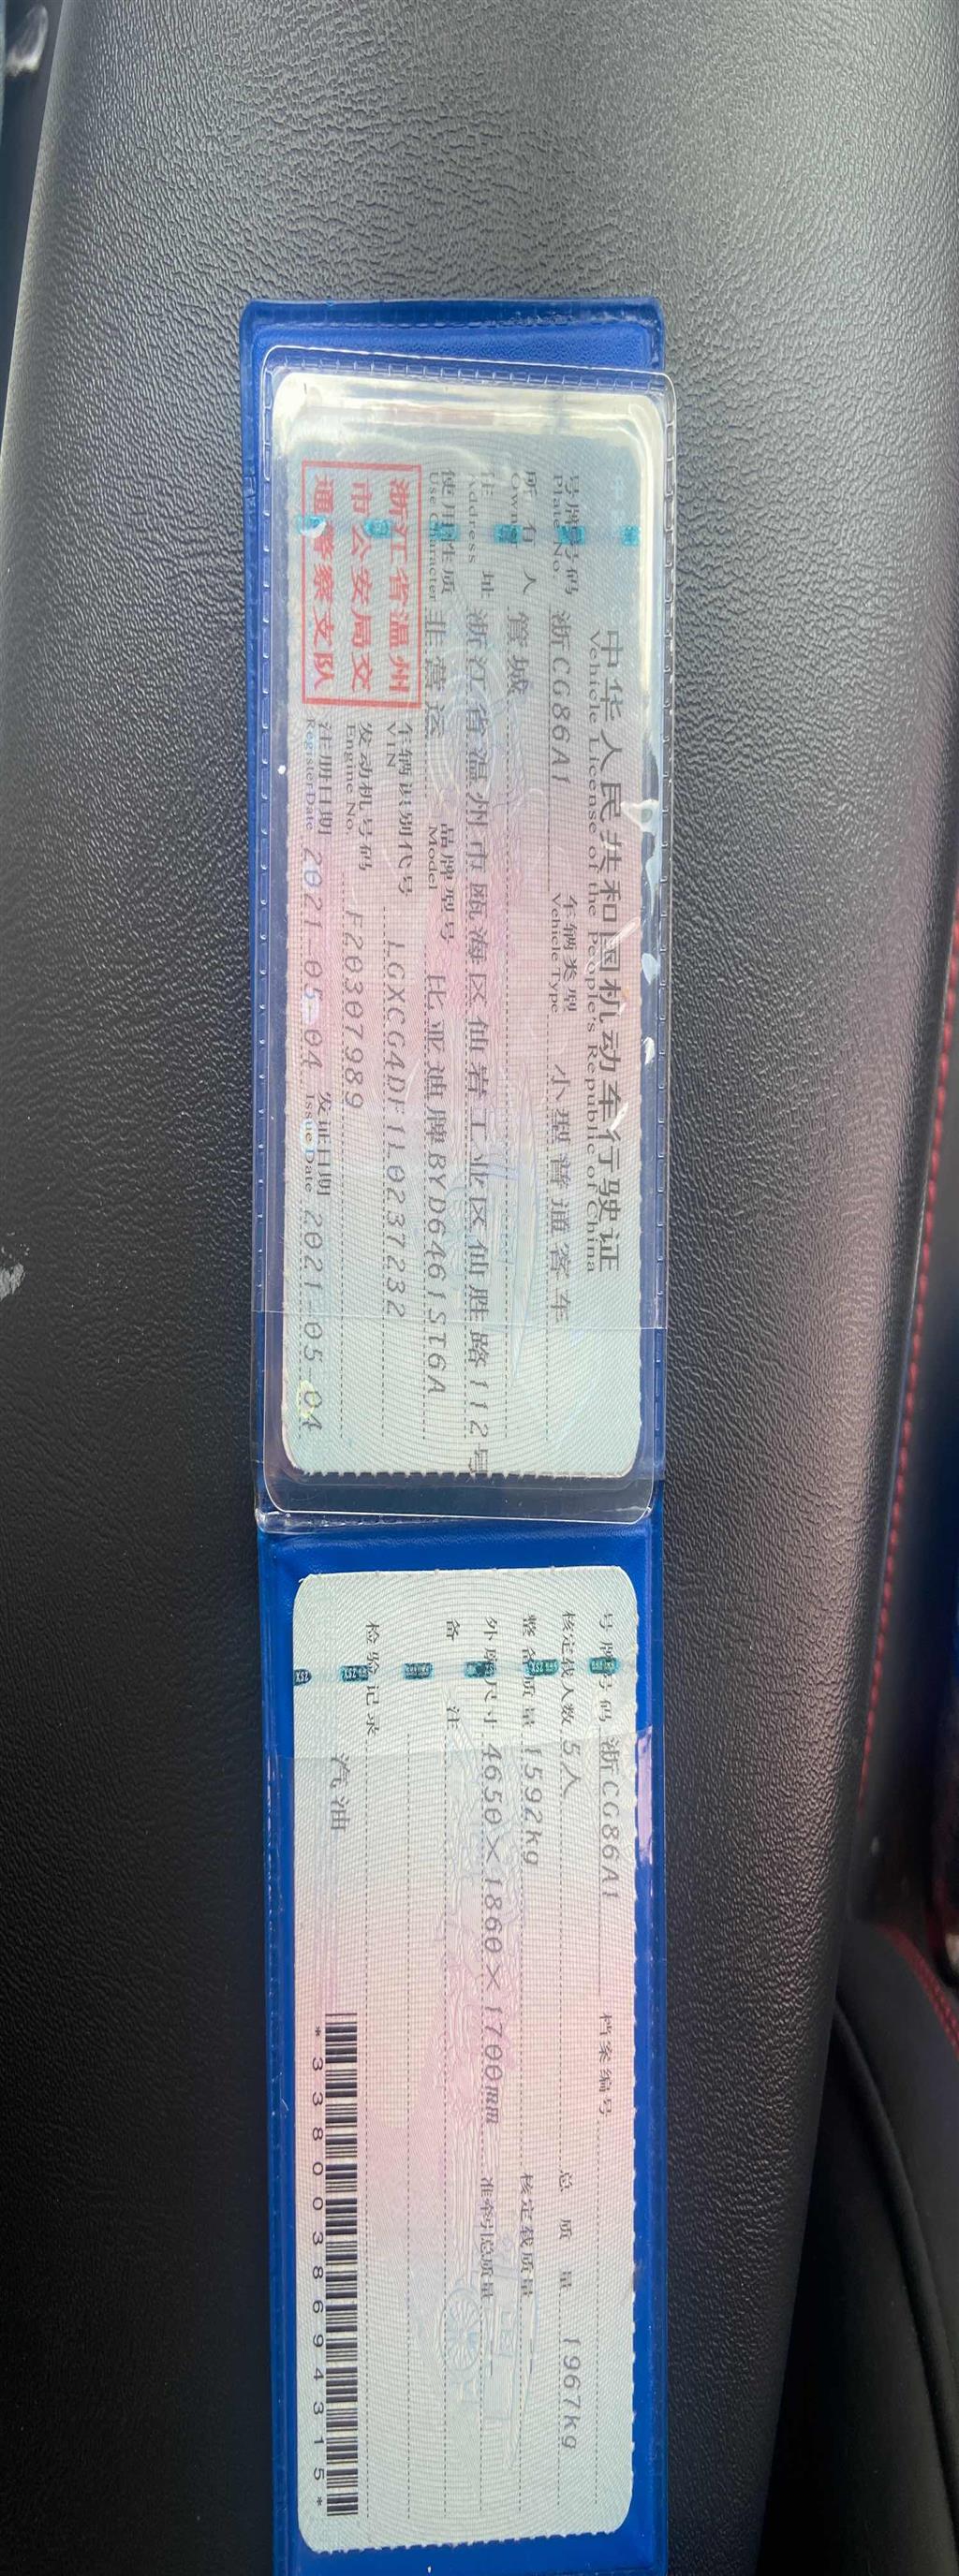 中华人民共和国机动车行驶证
Vehicle License of the People's Republic of China
号牌号码 浙CG86A1 车辆类型 小型普通客车
Plate No. Vehicle Type
所有人 管城
Owner
住址 浙江省温州市瓯海区仙岩工业区仙胜路112号
Address
使用性质 非营运 品牌型号 比亚迪牌BYD6461ST6A
Use Character Model
浙江省温州
市公安局交
通警察支队
车辆识别代号 LGXCG4DF1L0237232
VIN
发动机号码 F20307989
Engine No.
注册日期 2021-05-04 发证日期 2021-05-04
Register Date Issue Date
号牌号码 浙CG86A1 档案编号
核定载人数 5人 总质量 1967kg
整备质量 1592kg 核定载质量
外廓尺寸 4650×1860×1700mm 准牵引总质量
备注
检验记录
汽油
*3380038694315*